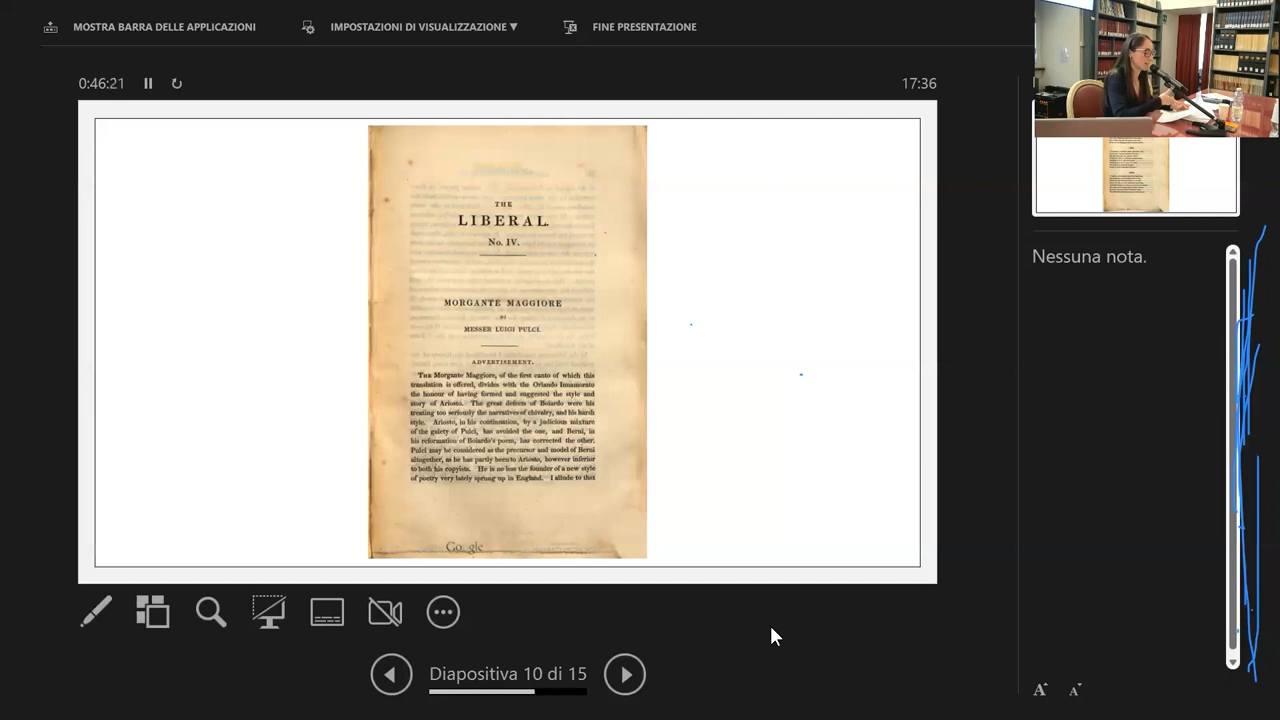 MOSTRA BARRA DELLE APPLICAZIONI
IMPOSTAZIONI DI VISUALIZZAZIONE ▼
FINE PRESENTAZIONE
0:46:21
17:36
THE
LIBERAL.
No. IV.
MORGANTE MAGGIORE
DI
MESSER LUIGI PULCI.
ADVERTISEMENT.
The Morgante Maggiore, of the first canto of which this
translation is offered, divides with the Orlando Innamorato
the honour of having formed and suggested the style and
story of Ariosto. The great defects of Boiardo were his
treating too seriously the narratives of chivalry, and his harsh
style. Ariosto, in his continuation, by a judicious mixture
of the gaiety of Pulci, has avoided the one, and Berni, in
his reformation of Boiardo's poem, has corrected the other.
Pulci may be considered as the precursor and model of Berni
altogether, as he has partly been to Ariosto, however inferior
to both his copyists. He is no less the founder of a new style
of poetry very lately sprung up in England. I allude to that
Google
Nessuna nota.
Diapositiva 10 di 15
A
A